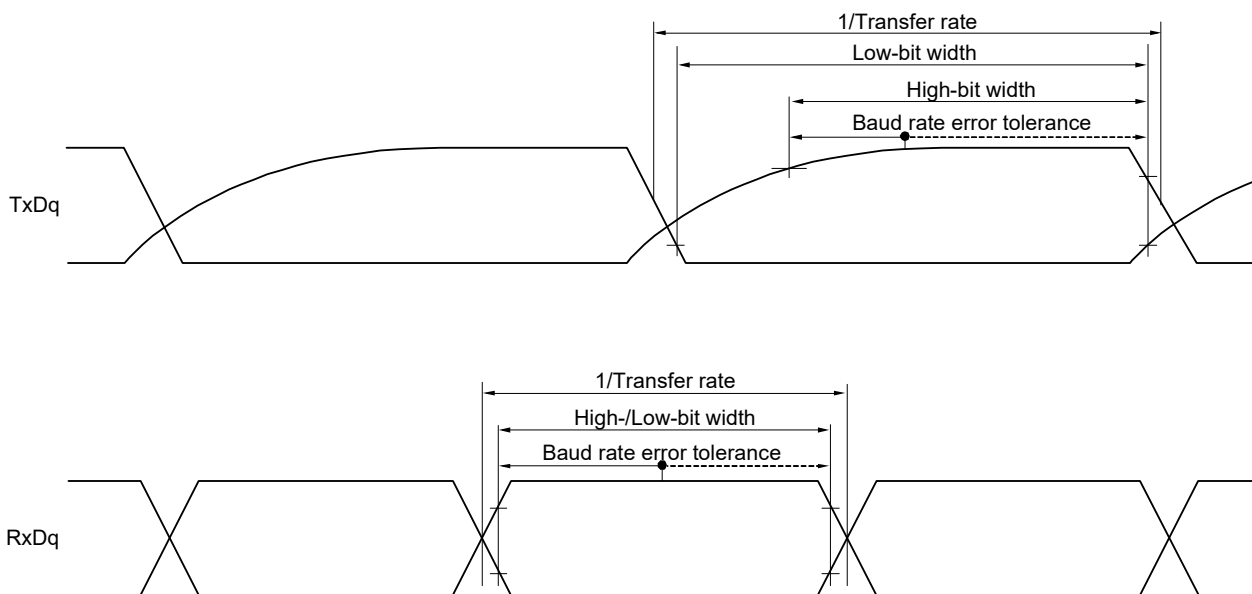 1/Transfer rate
Low-bit width
High-bit width
Baud rate error tolerance
TxDq
1/Transfer rate
High-/Low-bit width
Baud rate error tolerance
RxDq